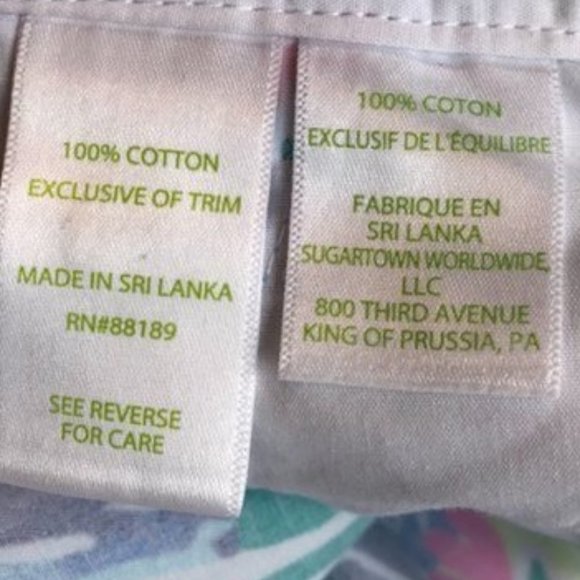 100% COTTON
EXCLUSIVE OF TRIM
MADE IN SRI LANKA
RN#88189
SEE REVERSE
FOR CARE
100% COTON
EXCLUSIF DE L'ÉQUILIBRE
FABRIQUE EN
SRI LANKA
SUGARTOWN WORLDWIDE,
LLC
800 THIRD AVENUE
KING OF PRUSSIA, PA